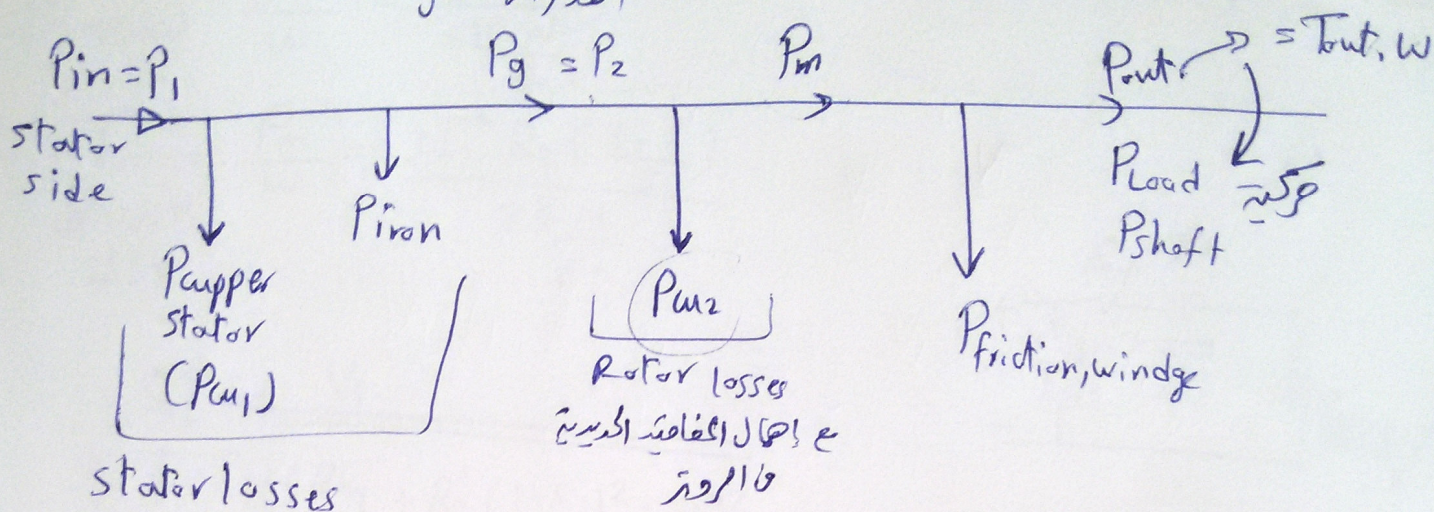 Pin = P1
stator
side
Pg = P2
Pm
Pout = Tout. w
PLoad
Pshaft
حركية
Pcupper
stator
(Pcu1)
Piron
stator losses
Pcu2
Rotor losses
مع إهمال المفاقيد الحديدية
في الروتر
Pfriction, windge